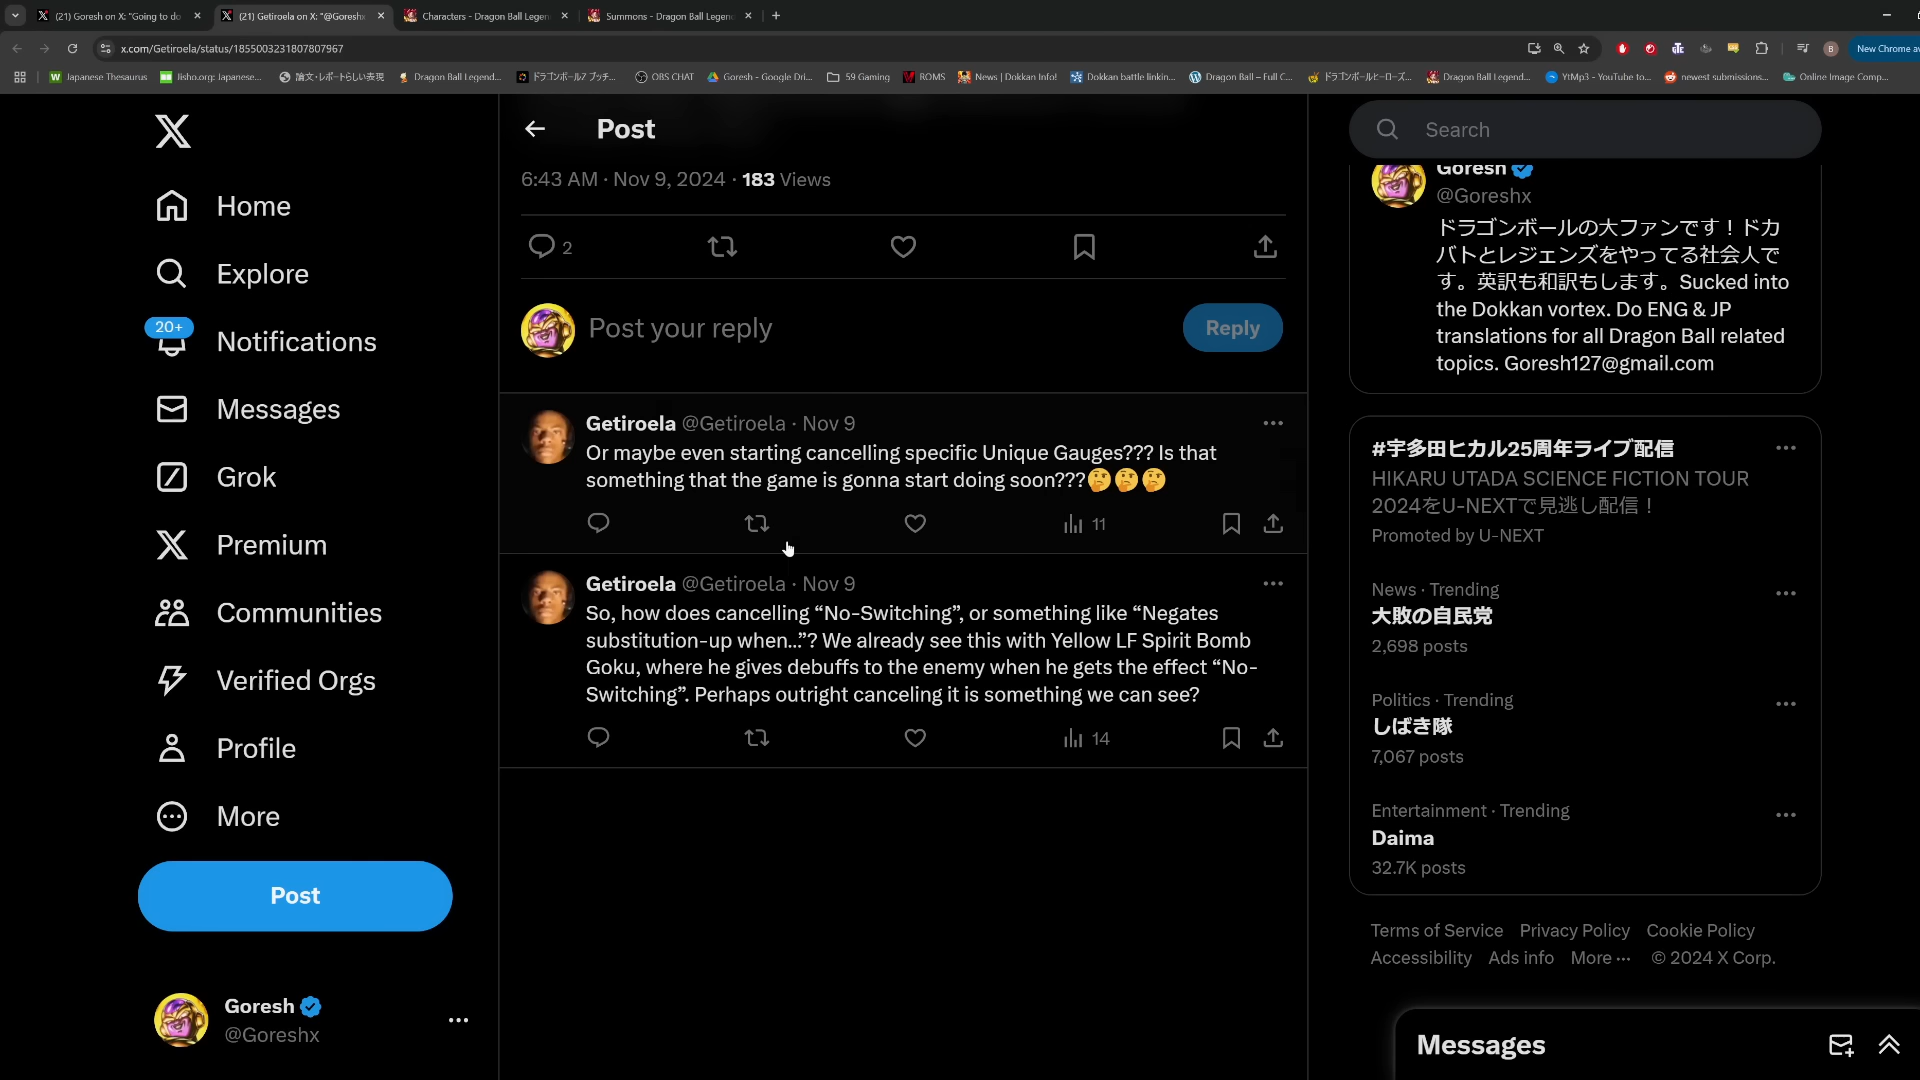 (21) Goresh on X: "Going to do
(21) Getiroela on X: "@Goreshx
Characters - Dragon Ball Legen
Summons - Dragon Ball Legen
x.com/Getiroela/status/1855003231807807967
New Chrome av
Japanese Thesaurus
Jisho.org: Japanese...
論文・レポートらしい表現
Dragon Ball Legend...
ドラゴンボールZ ブッチ...
OBS CHAT
Goresh - Google Dri...
59 Gaming
ROMS
News | Dokkan Info!
Dokkan battle linkin...
Dragon Ball – Full C...
ドラゴンボールヒーローズ...
Dragon Ball Legend...
YtMp3 - YouTube to...
newest submissions...
Online Image Comp...
Home
Explore
20+
Notifications
Messages
Grok
Premium
Communities
Verified Orgs
Profile
More
Post
Goresh
@Goreshx
Post
6:43 AM · Nov 9, 2024 · 183 Views
2
Post your reply
Reply
Getiroela @Getiroela · Nov 9
Or maybe even starting cancelling specific Unique Gauges??? Is that
something that the game is gonna start doing soon???🤔🤔🤔
11
Getiroela @Getiroela · Nov 9
So, how does cancelling “No-Switching”, or something like “Negates
substitution-up when...”? We already see this with Yellow LF Spirit Bomb
Goku, where he gives debuffs to the enemy when he gets the effect “No-
Switching”. Perhaps outright canceling it is something we can see?
14
Search
Goresh
@Goreshx
ドラゴンボールの大ファンです！ドカ
バトとレジェンズをやってる社会人で
す。英訳も和訳もします。Sucked into
the Dokkan vortex. Do ENG & JP
translations for all Dragon Ball related
topics. Goresh127@gmail.com
#宇多田ヒカル25周年ライブ配信
HIKARU UTADA SCIENCE FICTION TOUR
2024をU-NEXTで見逃し配信！
Promoted by U-NEXT
News · Trending
大敗の自民党
2,698 posts
Politics · Trending
しばき隊
7,067 posts
Entertainment · Trending
Daima
32.7K posts
Terms of Service Privacy Policy Cookie Policy
Accessibility Ads info More ··· © 2024 X Corp.
Messages